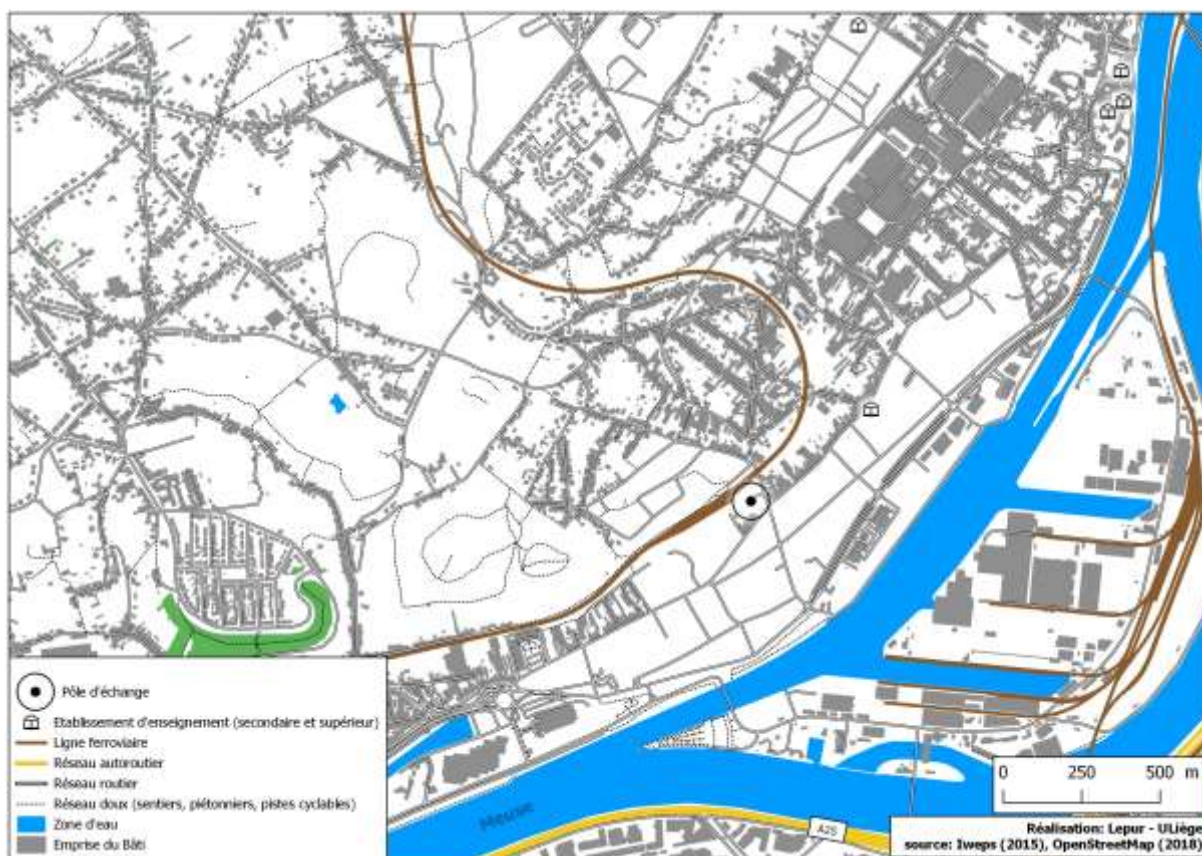 Pôle d'échange
Etablissement d'enseignement (secondaire et supérieur)
Ligne ferroviaire
Réseau autoroutier
Réseau routier
Réseau doux (sentiers, piétonniers, pistes cyclables)
Zone d'eau
Emprise du Bâti
Meuse
A25
0 250 500 m
Réalisation: Lepur - ULiège
source: Iweps (2015), OpenStreetMap (2018)